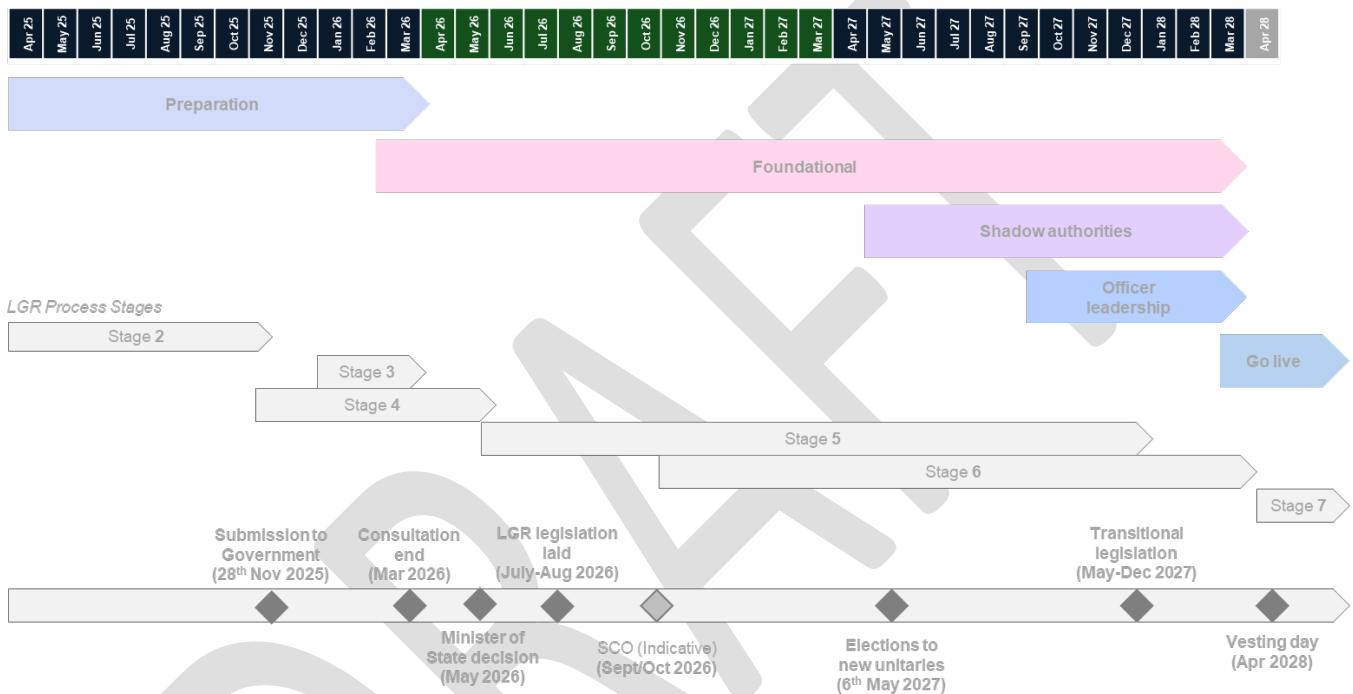 Apr 25 May 25 Jun 25 Jul 25 Aug 25 Sep 25 Oct 25 Nov 25 Dec 25 Jan 26 Feb 26 Mar 26 Apr 26 May 26 Jun 26 Jul 26 Aug 26 Sep 26 Oct 26 Nov 26 Dec 26 Jan 27 Feb 27 Mar 27 Apr 27 May 27 Jun 27 Jul 27 Aug 27 Sep 27 Oct 27 Nov 27 Dec 27 Jan 28 Feb 28 Mar 28 Apr 28
Preparation
Foundational
Shadow authorities
Officer
leadership
Go live
LGR Process Stages
Stage 2
Stage 3
Stage 4
Stage 5
Stage 6
Stage 7
Submission to
Government
(28th Nov 2025)
Consultation
end
(Mar 2026)
LGR legislation
laid
(July-Aug 2026)
Transitional
legislation
(May-Dec 2027)
Minister of
State decision
(May 2026)
SCO (Indicative)
(Sept/Oct 2026)
Elections to
new unitaries
(6th May 2027)
Vesting day
(Apr 2028)
DRAFT